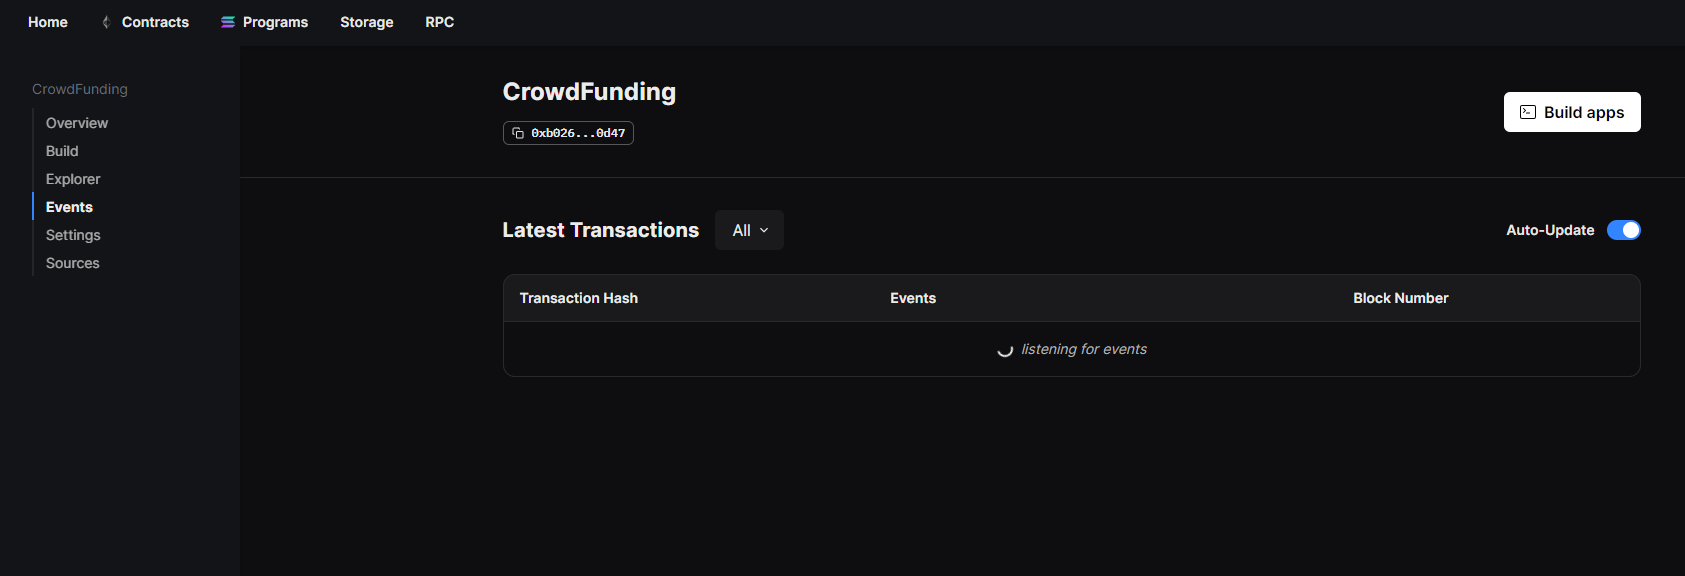 Home Contracts Programs Storage RPC
CrowdFunding
Overview
Build
Explorer
Events
Settings
Sources
CrowdFunding
0xb026...0d47
Build apps
Latest Transactions All
Auto-Update
Transaction Hash Events Block Number
listening for events